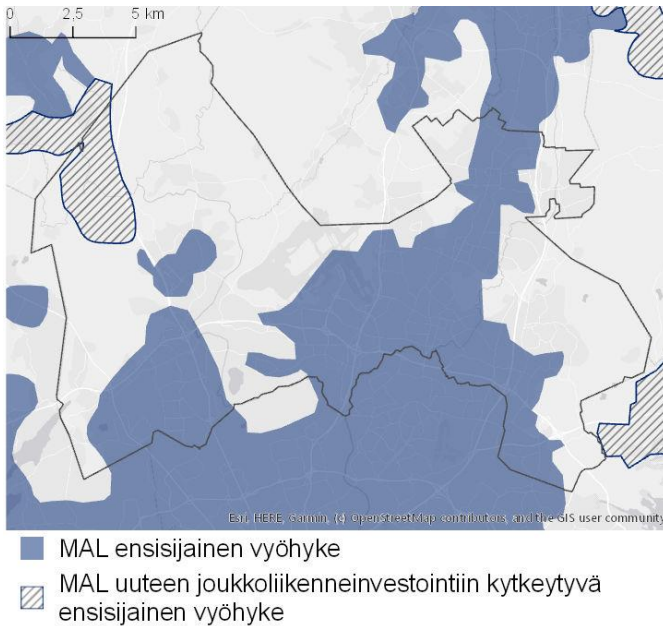 0 2,5 5 km
Esri, HERE, Garmin, (c) OpenStreetMap contributors, and the GIS user community
MAL ensisijainen vyöhyke
MAL uuteen joukkoliikenneinvestointiin kytkeytyvä
ensisijainen vyöhyke